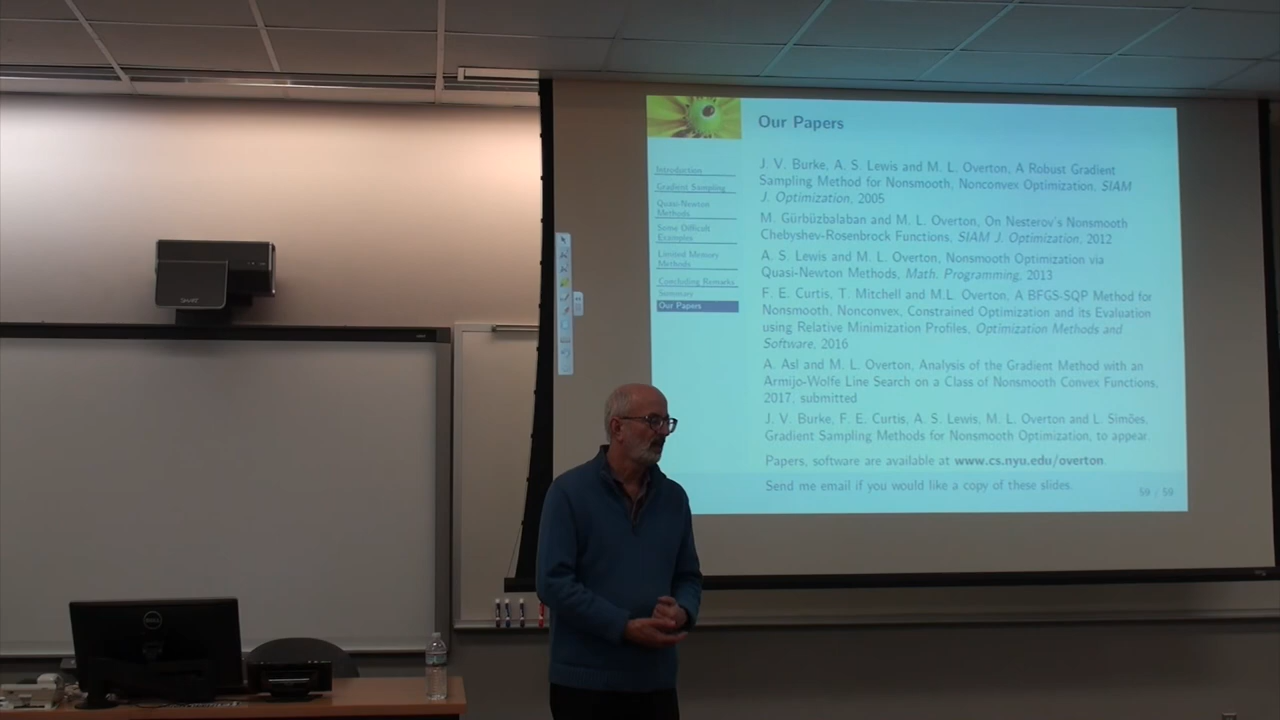 Our Papers
Introduction
Gradient Sampling
Quasi-Newton
Methods
Some Difficult
Examples
Limited Memory
Methods
Concluding Remarks
Summary
Our Papers
J. V. Burke, A. S. Lewis and M. L. Overton, A Robust Gradient
Sampling Method for Nonsmooth, Nonconvex Optimization, SIAM
J. Optimization, 2005
M. Gürbüzbalaban and M. L. Overton, On Nesterov's Nonsmooth
Chebyshev-Rosenbrock Functions, SIAM J. Optimization, 2012
A. S. Lewis and M. L. Overton, Nonsmooth Optimization via
Quasi-Newton Methods, Math. Programming, 2013
F. E. Curtis, T. Mitchell and M.L. Overton, A BFGS-SQP Method for
Nonsmooth, Nonconvex, Constrained Optimization and its Evaluation
using Relative Minimization Profiles, Optimization Methods and
Software, 2016
A. Asl and M. L. Overton, Analysis of the Gradient Method with an
Armijo-Wolfe Line Search on a Class of Nonsmooth Convex Functions,
2017, submitted
J. V. Burke, F. E. Curtis, A. S. Lewis, M. L. Overton and L. Simões,
Gradient Sampling Methods for Nonsmooth Optimization, to appear.
Papers, software are available at www.cs.nyu.edu/overton.
Send me email if you would like a copy of these slides.
59 / 59
SMART
DELL